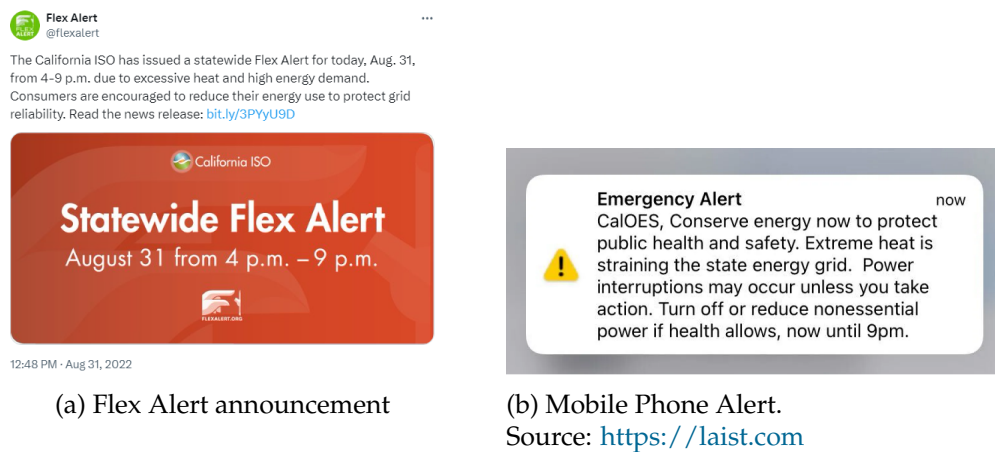 Flex Alert
@flexalert
The California ISO has issued a statewide Flex Alert for today, Aug. 31,
from 4-9 p.m. due to excessive heat and high energy demand.
Consumers are encouraged to reduce their energy use to protect grid
reliability. Read the news release: bit.ly/3PYyU9D
California ISO
Statewide Flex Alert
August 31 from 4 p.m. – 9 p.m.
FLEXALERT.ORG
12:48 PM · Aug 31, 2022
(a) Flex Alert announcement
Emergency Alert now
CalOES, Conserve energy now to protect
public health and safety. Extreme heat is
straining the state energy grid. Power
interruptions may occur unless you take
action. Turn off or reduce nonessential
power if health allows, now until 9pm.
(b) Mobile Phone Alert.
Source: https://laist.com